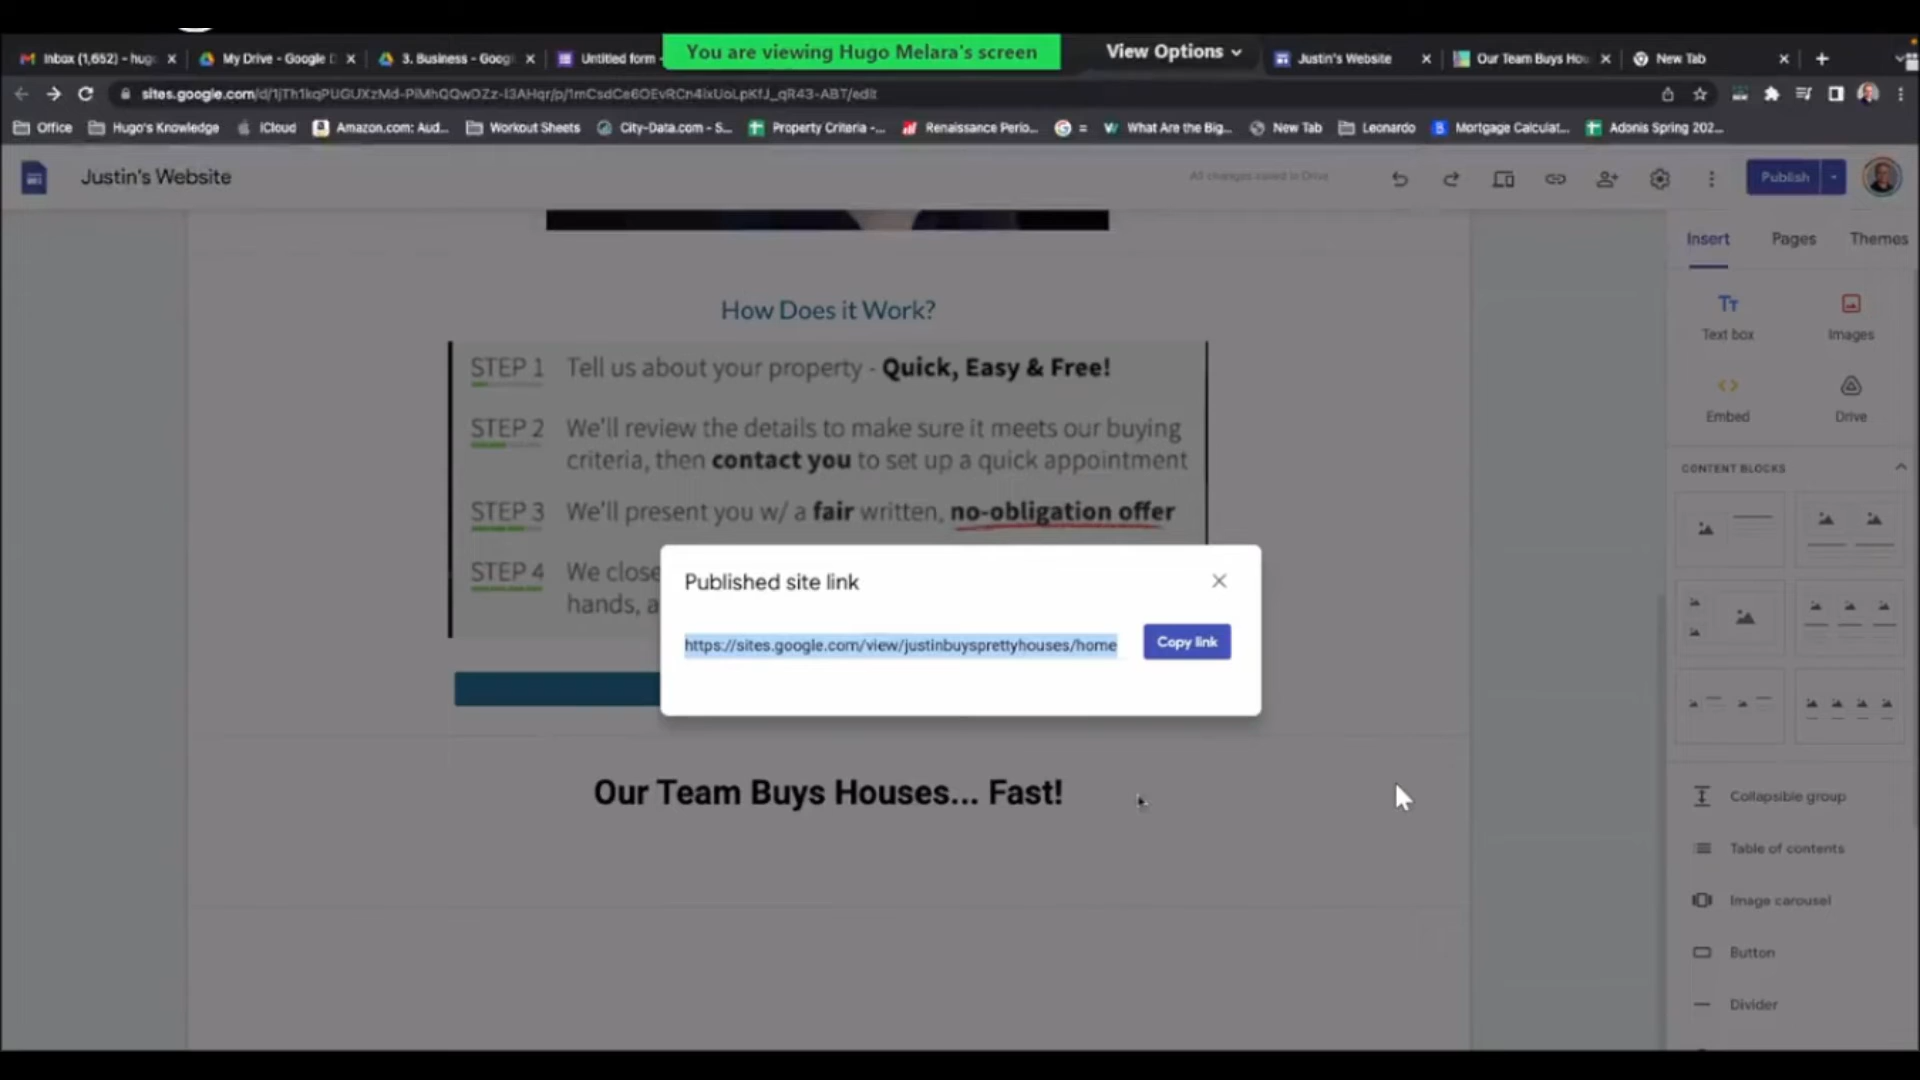 You are viewing Hugo Melara's screen
View Options
Inbox (1,652) - hug
My Drive - Google D
3. Business - Googl
Untitled form -
Justin's Website
Our Team Buys Hou
New Tab
Office
Hugo's Knowledge
iCloud
Amazon.com: Aud...
Workout Sheets
City-Data.com - S...
Property Criteria -...
Renaissance Perio...
=
What Are the Big...
New Tab
Leonardo
Mortgage Calculat...
Adonis Spring 202...
Justin's Website
All changes saved in Drive
Publish
Insert
Pages
Themes
Text box
Images
Embed
Drive
CONTENT BLOCKS
Collapsible group
Table of contents
Image carousel
Button
Divider
How Does it Work?
STEP 1 Tell us about your property - Quick, Easy & Free!
STEP 2 We'll review the details to make sure it meets our buying
criteria, then contact you to set up a quick appointment
STEP 3 We'll present you w/ a fair written, no-obligation offer
STEP 4 We close
hands, a
Published site link
https://sites.google.com/view/justinbuysprettyhouses/home
Copy link
Our Team Buys Houses... Fast!